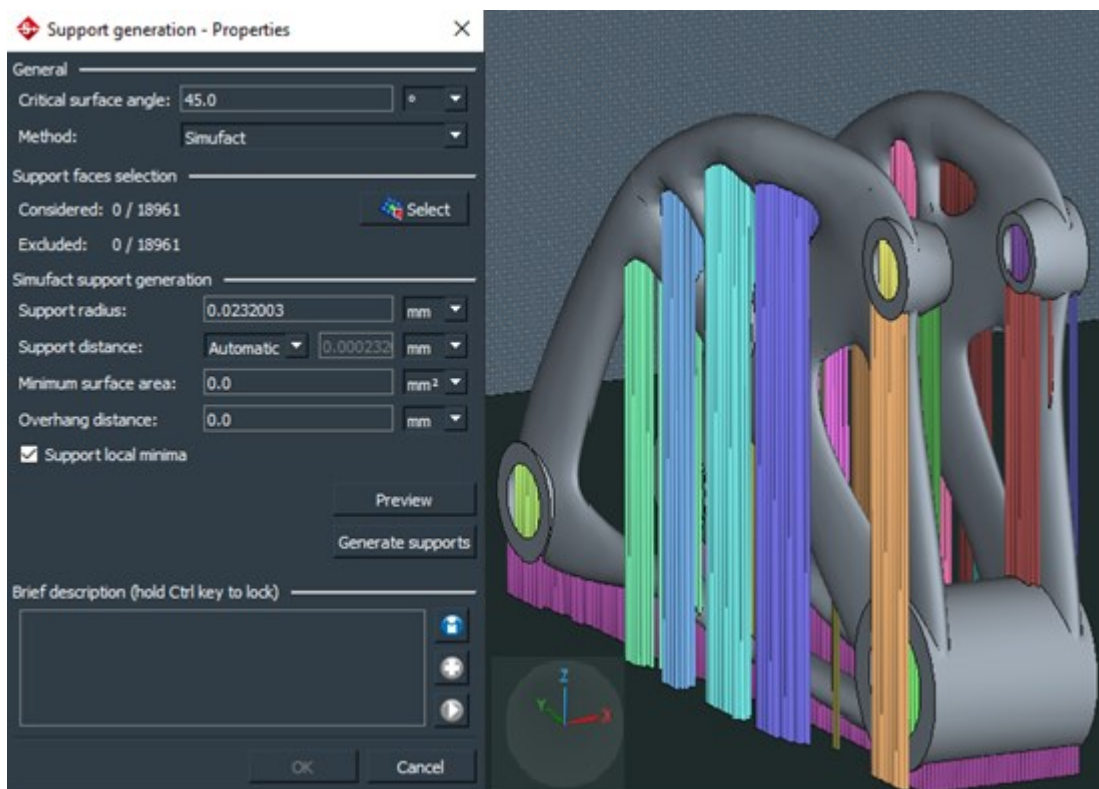 Support generation - Properties
General
Critical surface angle: 45.0 °
Method: Simufact
Support faces selection
Considered: 0 / 18961 Select
Excluded: 0 / 18961
Simufact support generation
Support radius: 0.0232003 mm
Support distance: Automatic 0.000232 mm
Minimum surface area: 0.0 mm²
Overhang distance: 0.0 mm
Support local minima
Preview
Generate supports
Brief description (hold Ctrl key to lock)
OK Cancel
Z
Y X